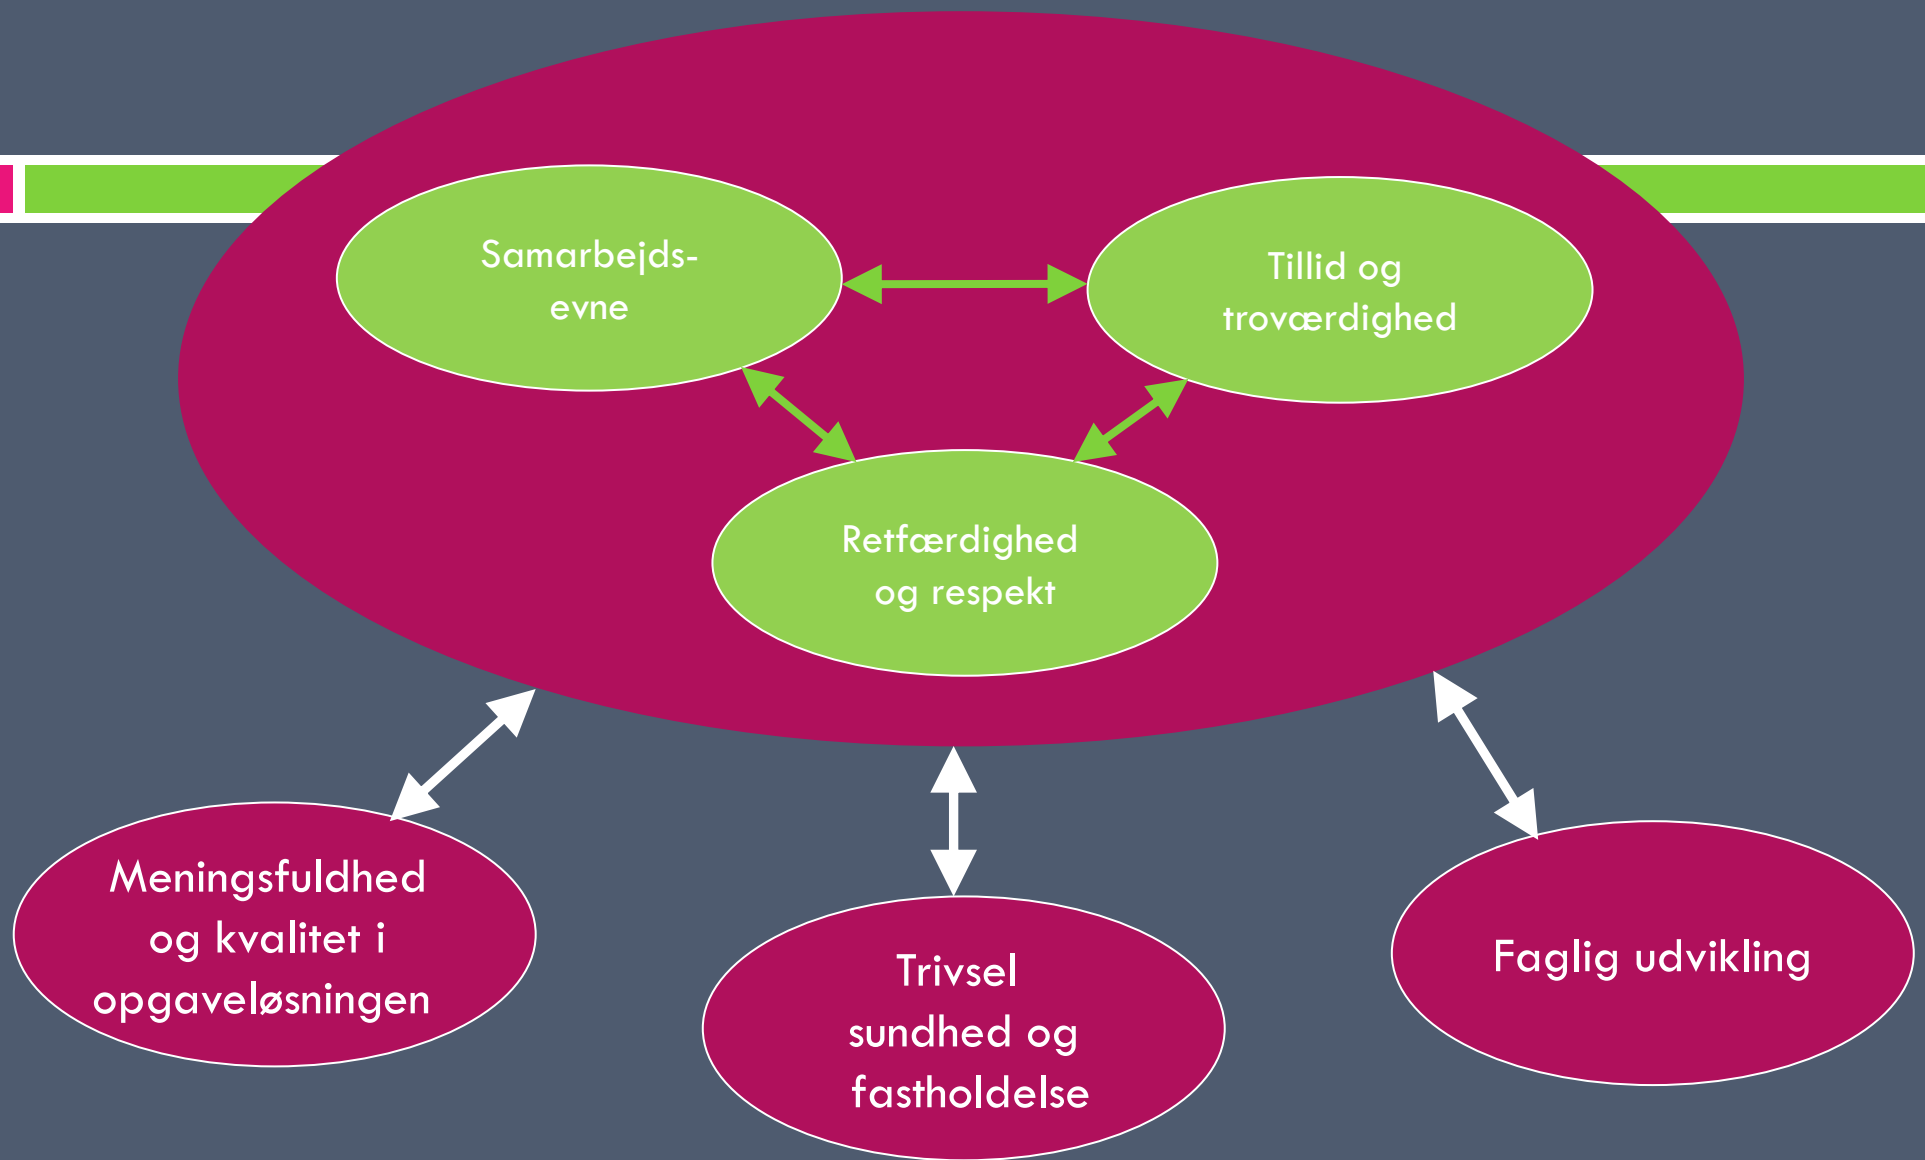 Samarbejds-
evne
Tillid og
troværdighed
Retfærdighed
og respekt
Meningsfuldhed
og kvalitet i
opgaveløsningen
Trivsel
sundhed og
fastholdelse
Faglig udvikling